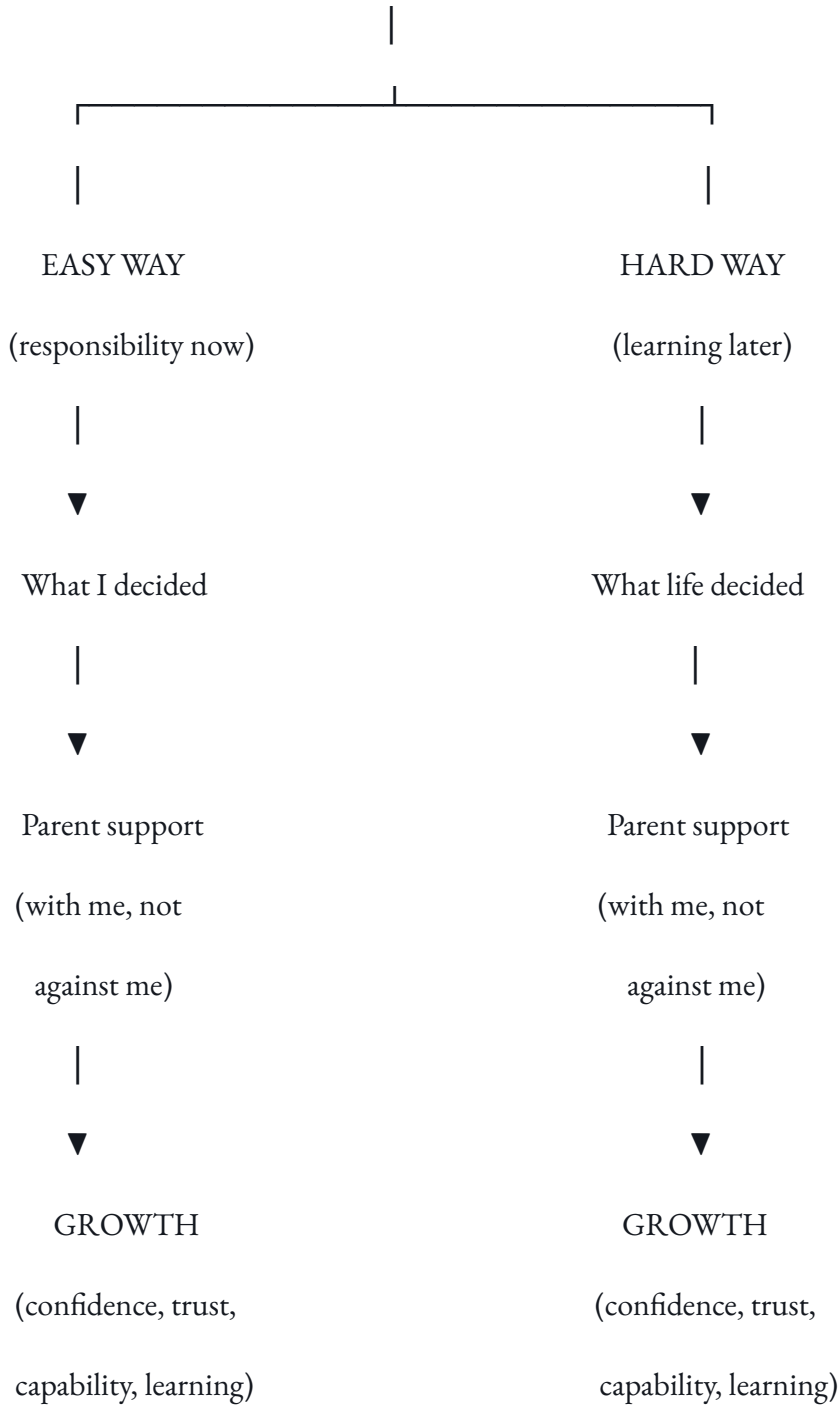 EASY WAY HARD WAY
(responsibility now) (learning later)
What I decided What life decided
Parent support Parent support
(with me, not (with me, not
against me) against me)
GROWTH GROWTH
(confidence, trust, (confidence, trust,
capability, learning) capability, learning)